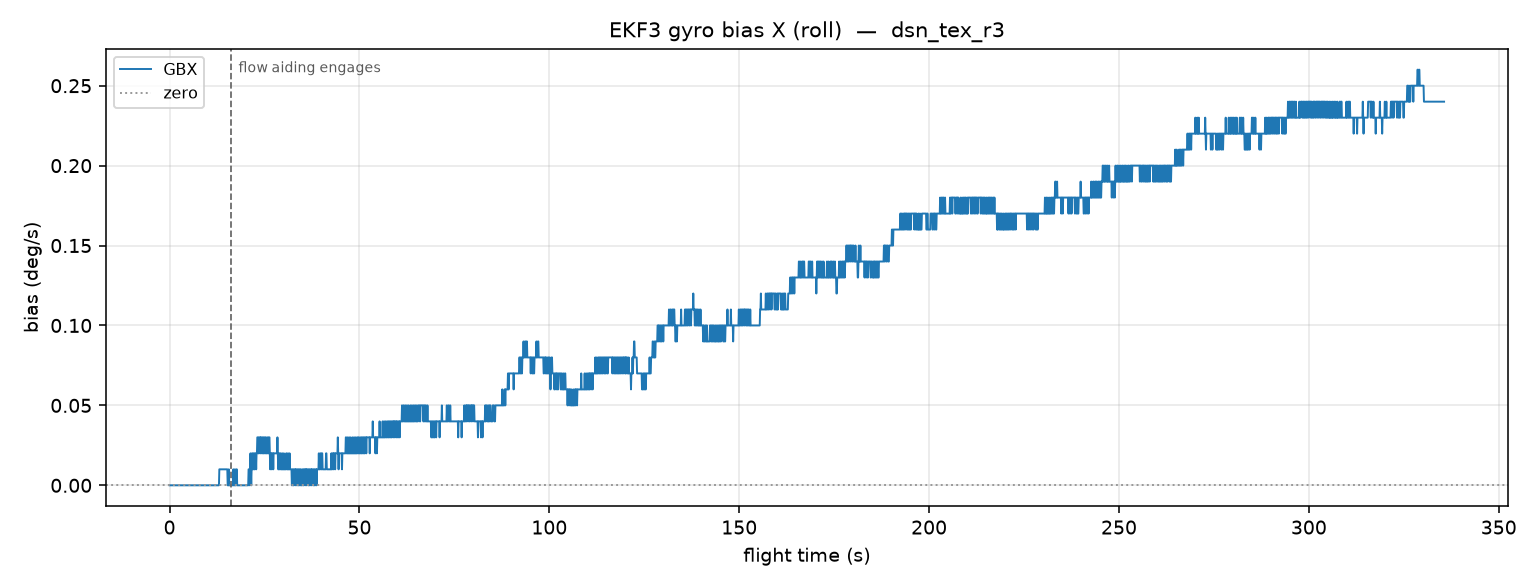 EKF3 gyro bias X (roll)  —  dsn_tex_r3
GBX
zero
flow aiding engages
0.25
0.20
0.15
0.10
0.05
0.00
bias (deg/s)
0 50 100 150 200 250 300 350
flight time (s)